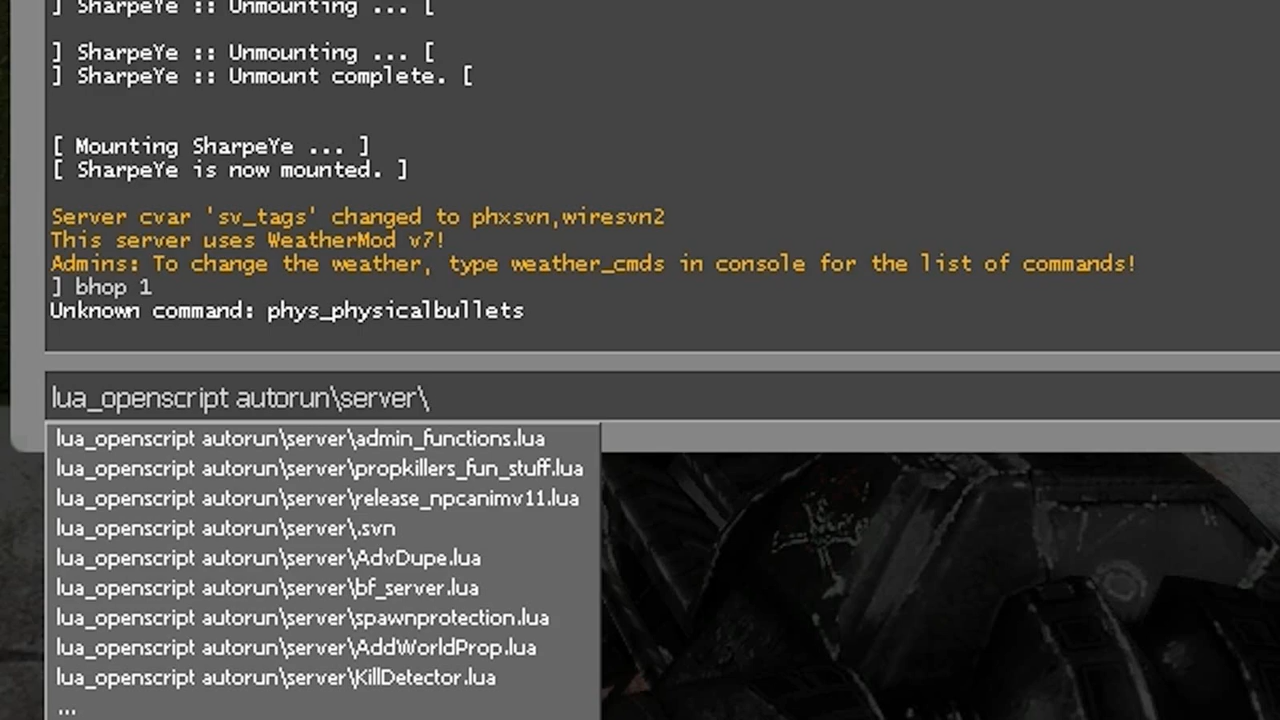 ] SharpeYe :: Unmounting ... [
] SharpeYe :: Unmounting ... [
] SharpeYe :: Unmount complete. [
[ Mounting SharpeYe ... ]
[ SharpeYe is now mounted. ]
Server cvar 'sv_tags' changed to phxsvn,wiresvn2
This server uses WeatherMod v7!
Admins: To change the weather, type weather_cmds in console for the list of commands!
] bhop 1
Unknown command: phys_physicalbullets
lua_openscript autorun\server\
lua_openscript autorun\server\admin_functions.lua
lua_openscript autorun\server\propkillers_fun_stuff.lua
lua_openscript autorun\server\release_npcanimv11.lua
lua_openscript autorun\server\.svn
lua_openscript autorun\server\AdvDupe.lua
lua_openscript autorun\server\bf_server.lua
lua_openscript autorun\server\spawnprotection.lua
lua_openscript autorun\server\AddWorldProp.lua
lua_openscript autorun\server\KillDetector.lua
...